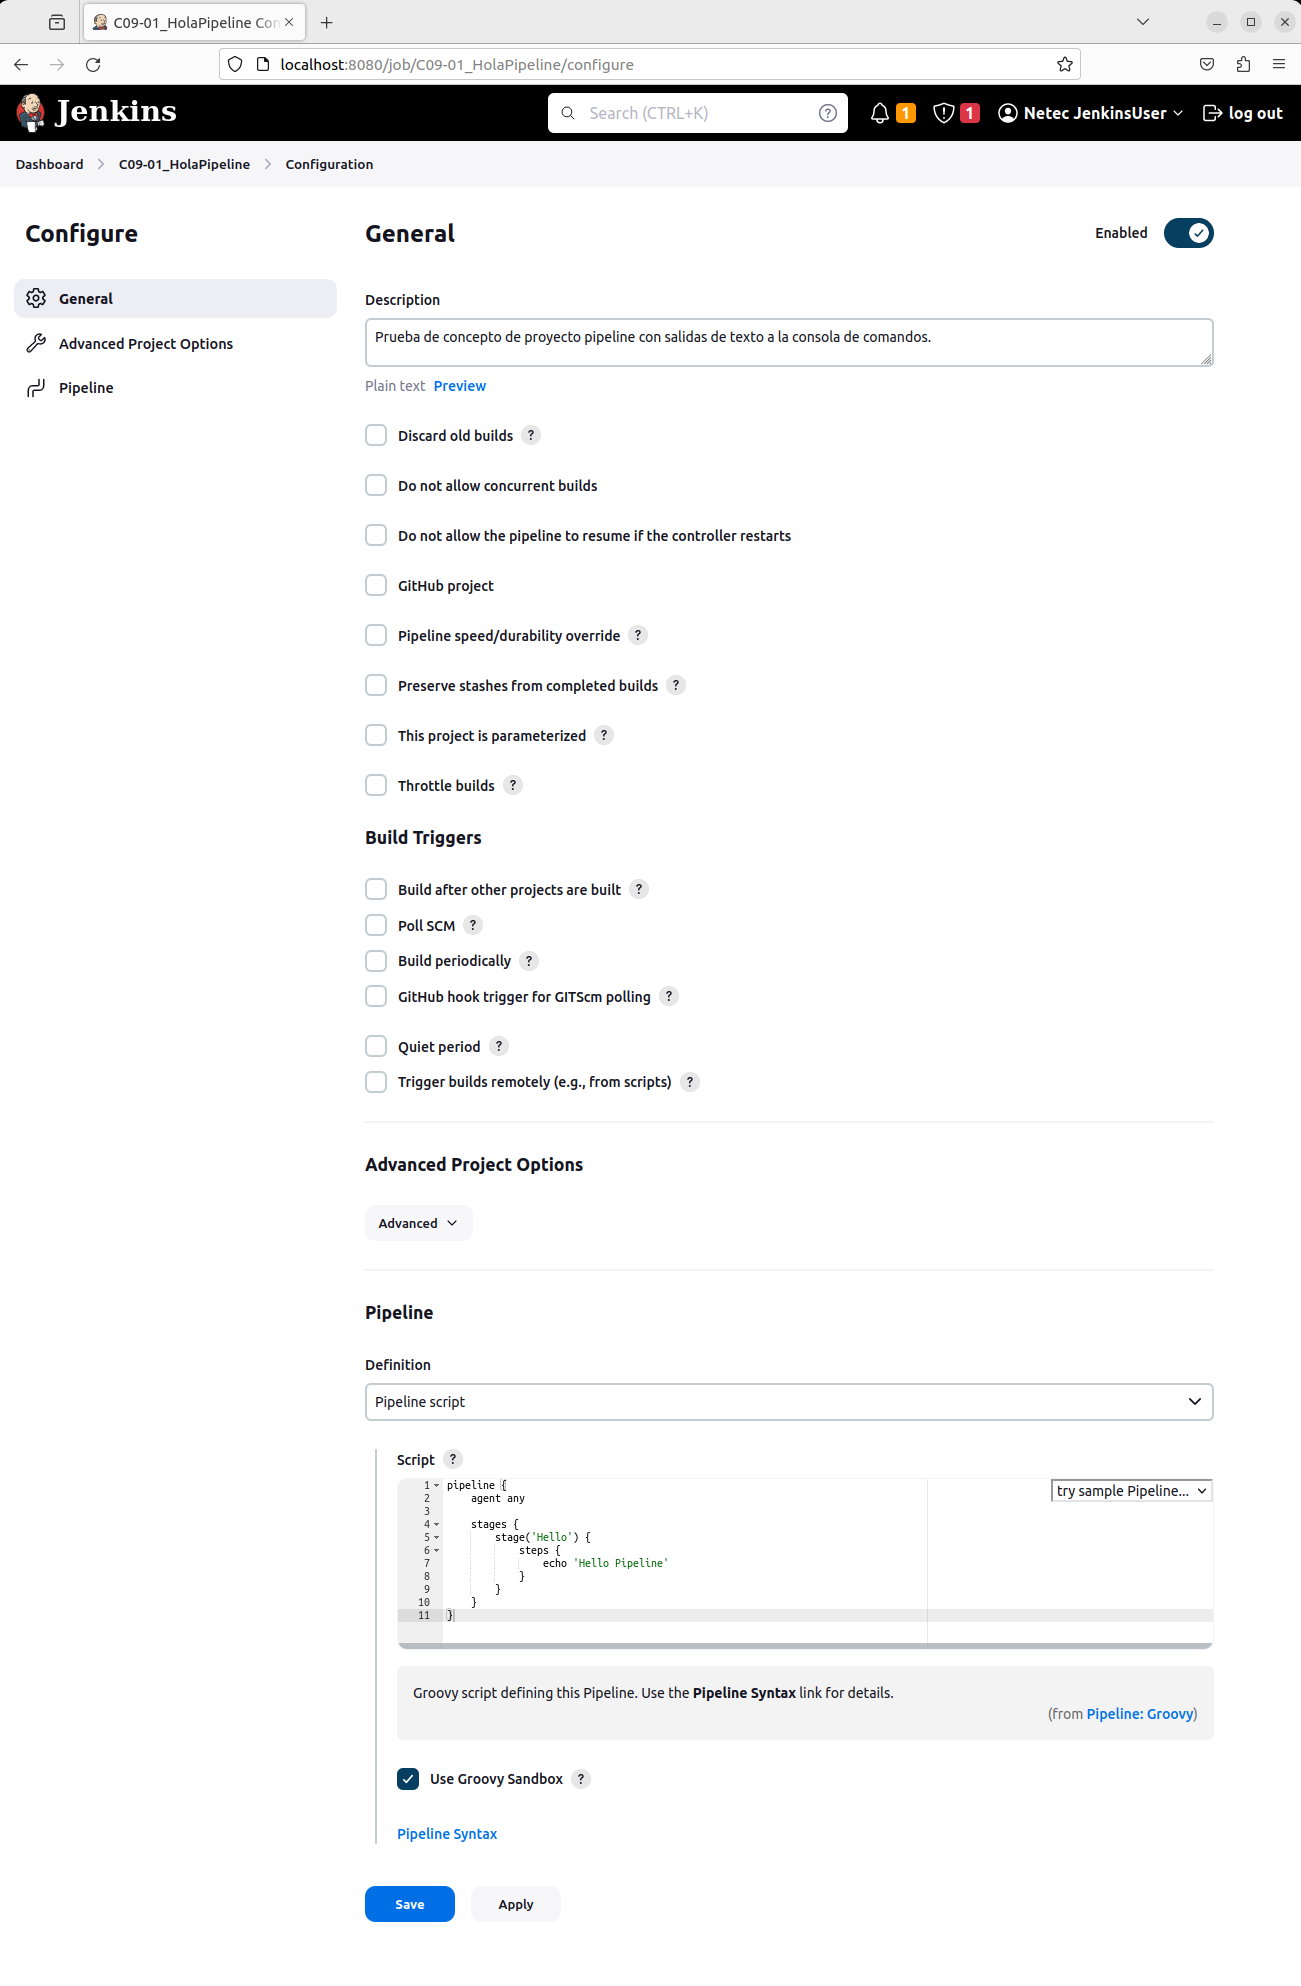 C09-01_HolaPipeline Con
localhost:8080/job/C09-01_HolaPipeline/configure
Jenkins
Search (CTRL+K)
?
1
1
Netec JenkinsUser
log out
Dashboard
C09-01_HolaPipeline
Configuration
Configure
General
Advanced Project Options
Pipeline
General
Enabled
Description
Prueba de concepto de proyecto pipeline con salidas de texto a la consola de comandos.
Plain text Preview
Discard old builds ?
Do not allow concurrent builds
Do not allow the pipeline to resume if the controller restarts
GitHub project
Pipeline speed/durability override ?
Preserve stashes from completed builds ?
This project is parameterized ?
Throttle builds ?
Build Triggers
Build after other projects are built ?
Poll SCM ?
Build periodically ?
GitHub hook trigger for GITScm polling ?
Quiet period ?
Trigger builds remotely (e.g., from scripts) ?
Advanced Project Options
Advanced
Pipeline
Definition
Pipeline script
Script ?
try sample Pipeline...
1 pipeline {
2     agent any
3
4     stages {
5         stage('Hello') {
6             steps {
7                 echo 'Hello Pipeline'
8             }
9         }
10     }
11 }
Groovy script defining this Pipeline. Use the Pipeline Syntax link for details.
(from Pipeline: Groovy)
Use Groovy Sandbox ?
Pipeline Syntax
Save
Apply